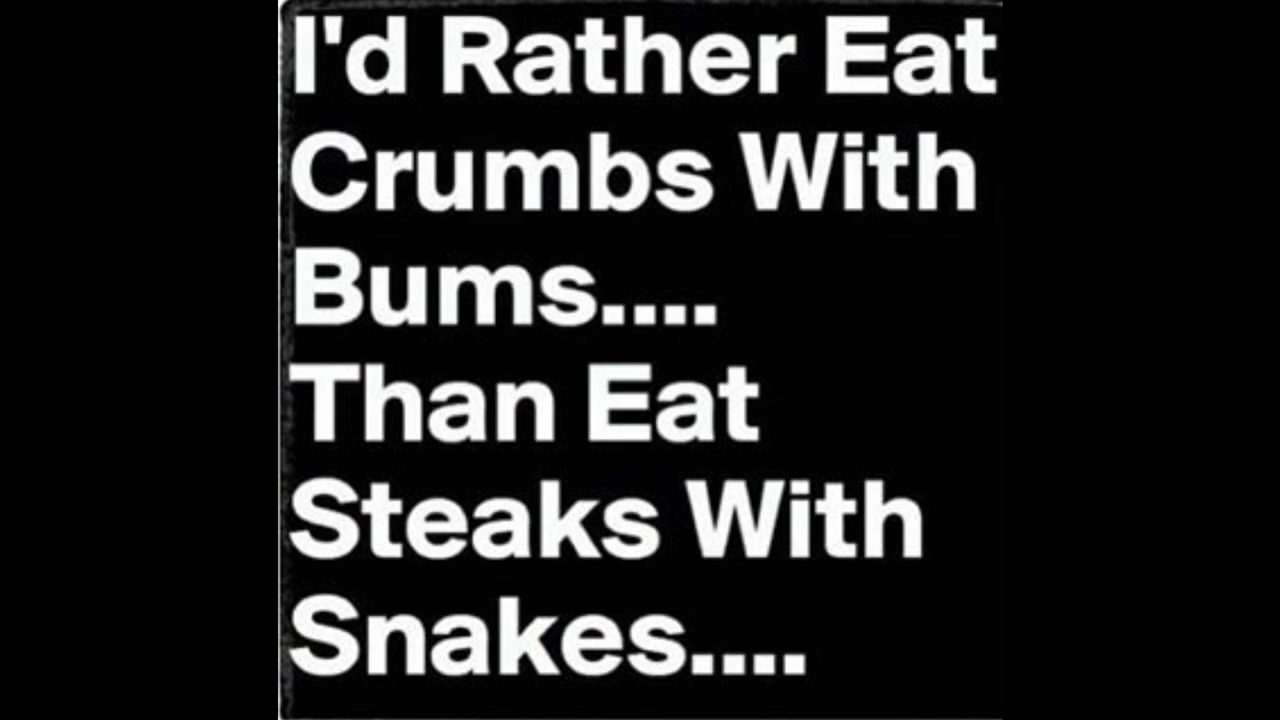 I'd Rather Eat
Crumbs With
Bums....
Than Eat
Steaks With
Snakes....